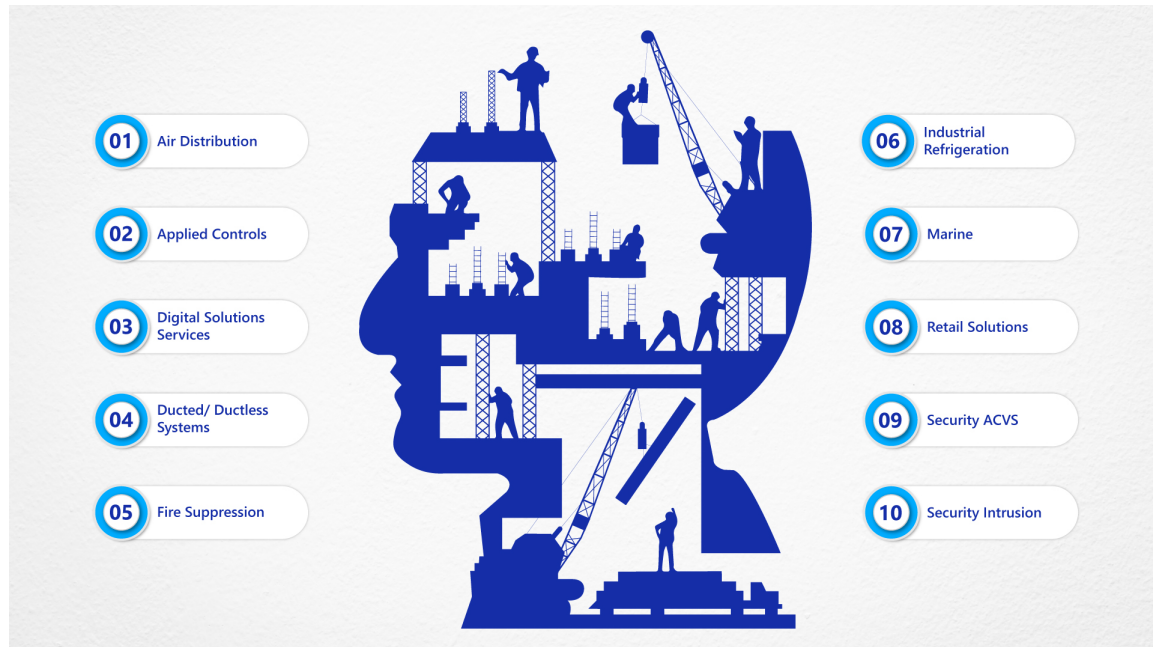 01 Air Distribution
02 Applied Controls
03 Digital Solutions
Services
04 Ducted/ Ductless
Systems
05 Fire Suppression
06 Industrial
Refrigeration
07 Marine
08 Retail Solutions
09 Security ACVS
10 Security Intrusion